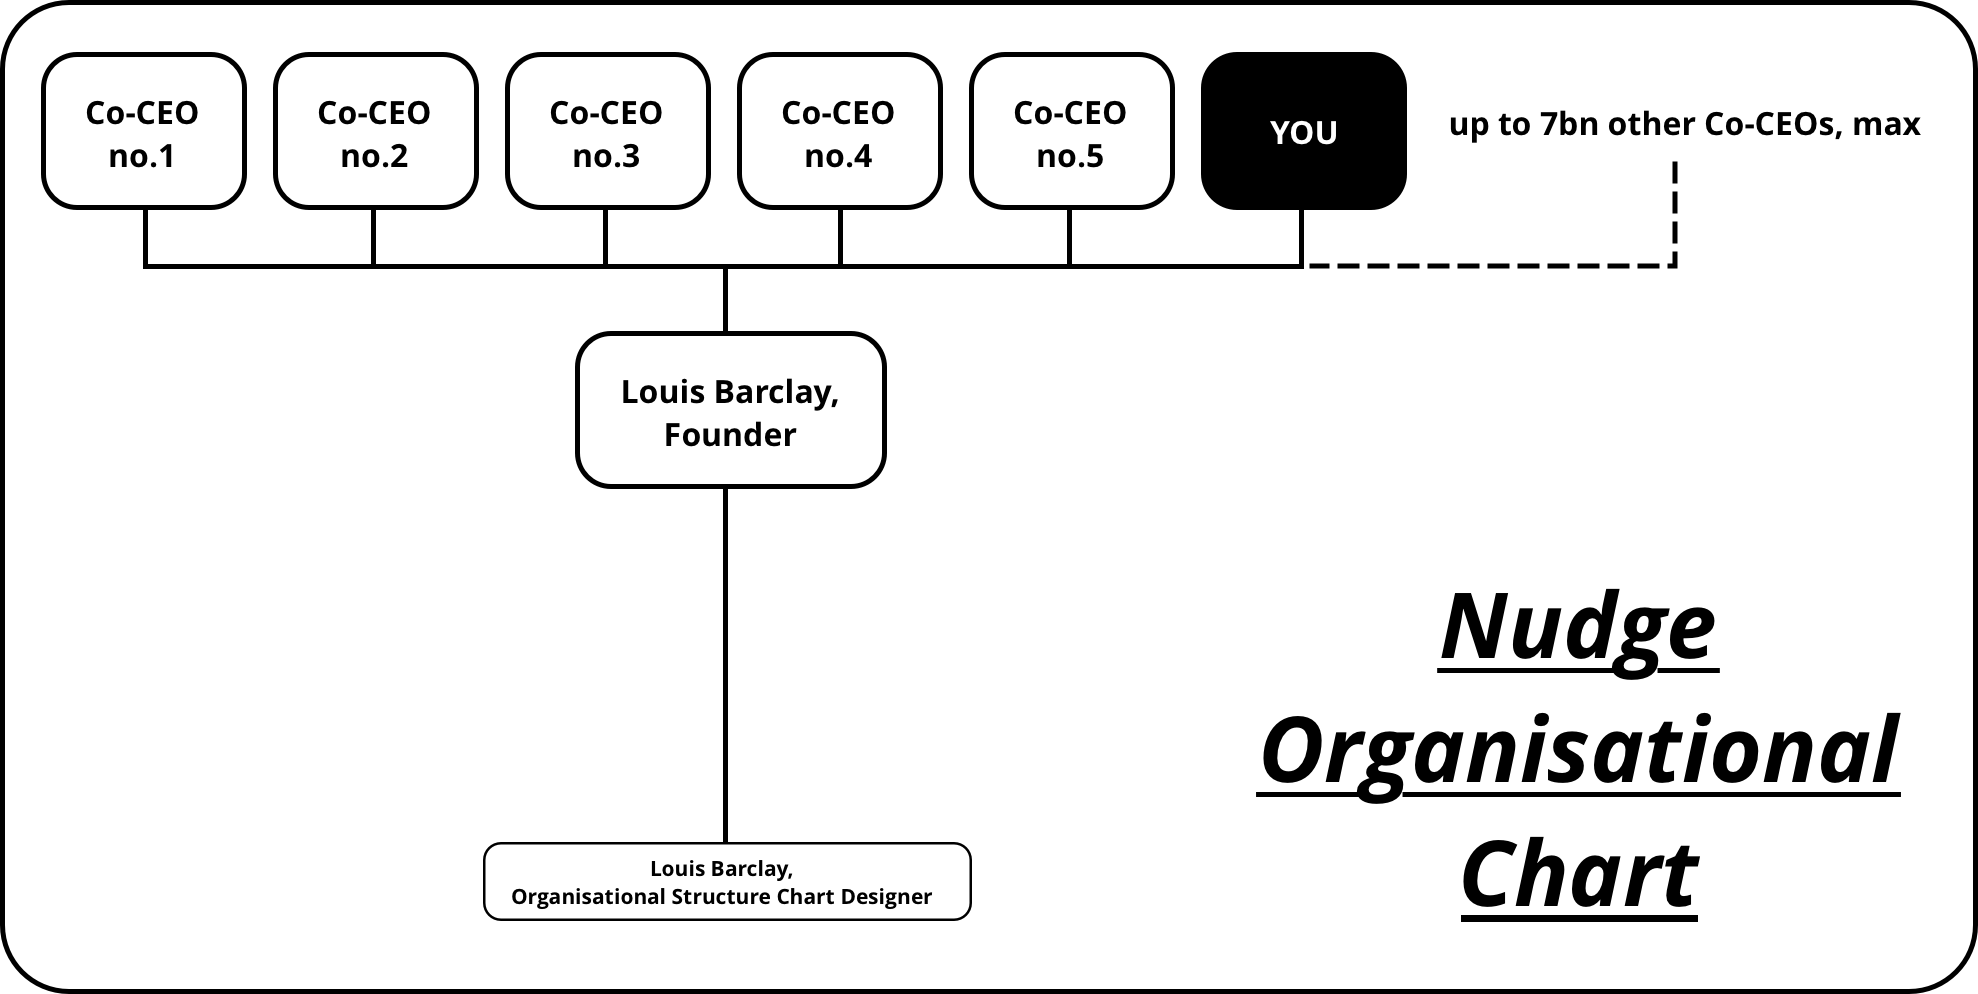 Co-CEO
no.1
Co-CEO
no.2
Co-CEO
no.3
Co-CEO
no.4
Co-CEO
no.5
YOU
up to 7bn other Co-CEOs, max
Louis Barclay,
Founder
Louis Barclay,
Organisational Structure Chart Designer
Nudge
Organisational
Chart